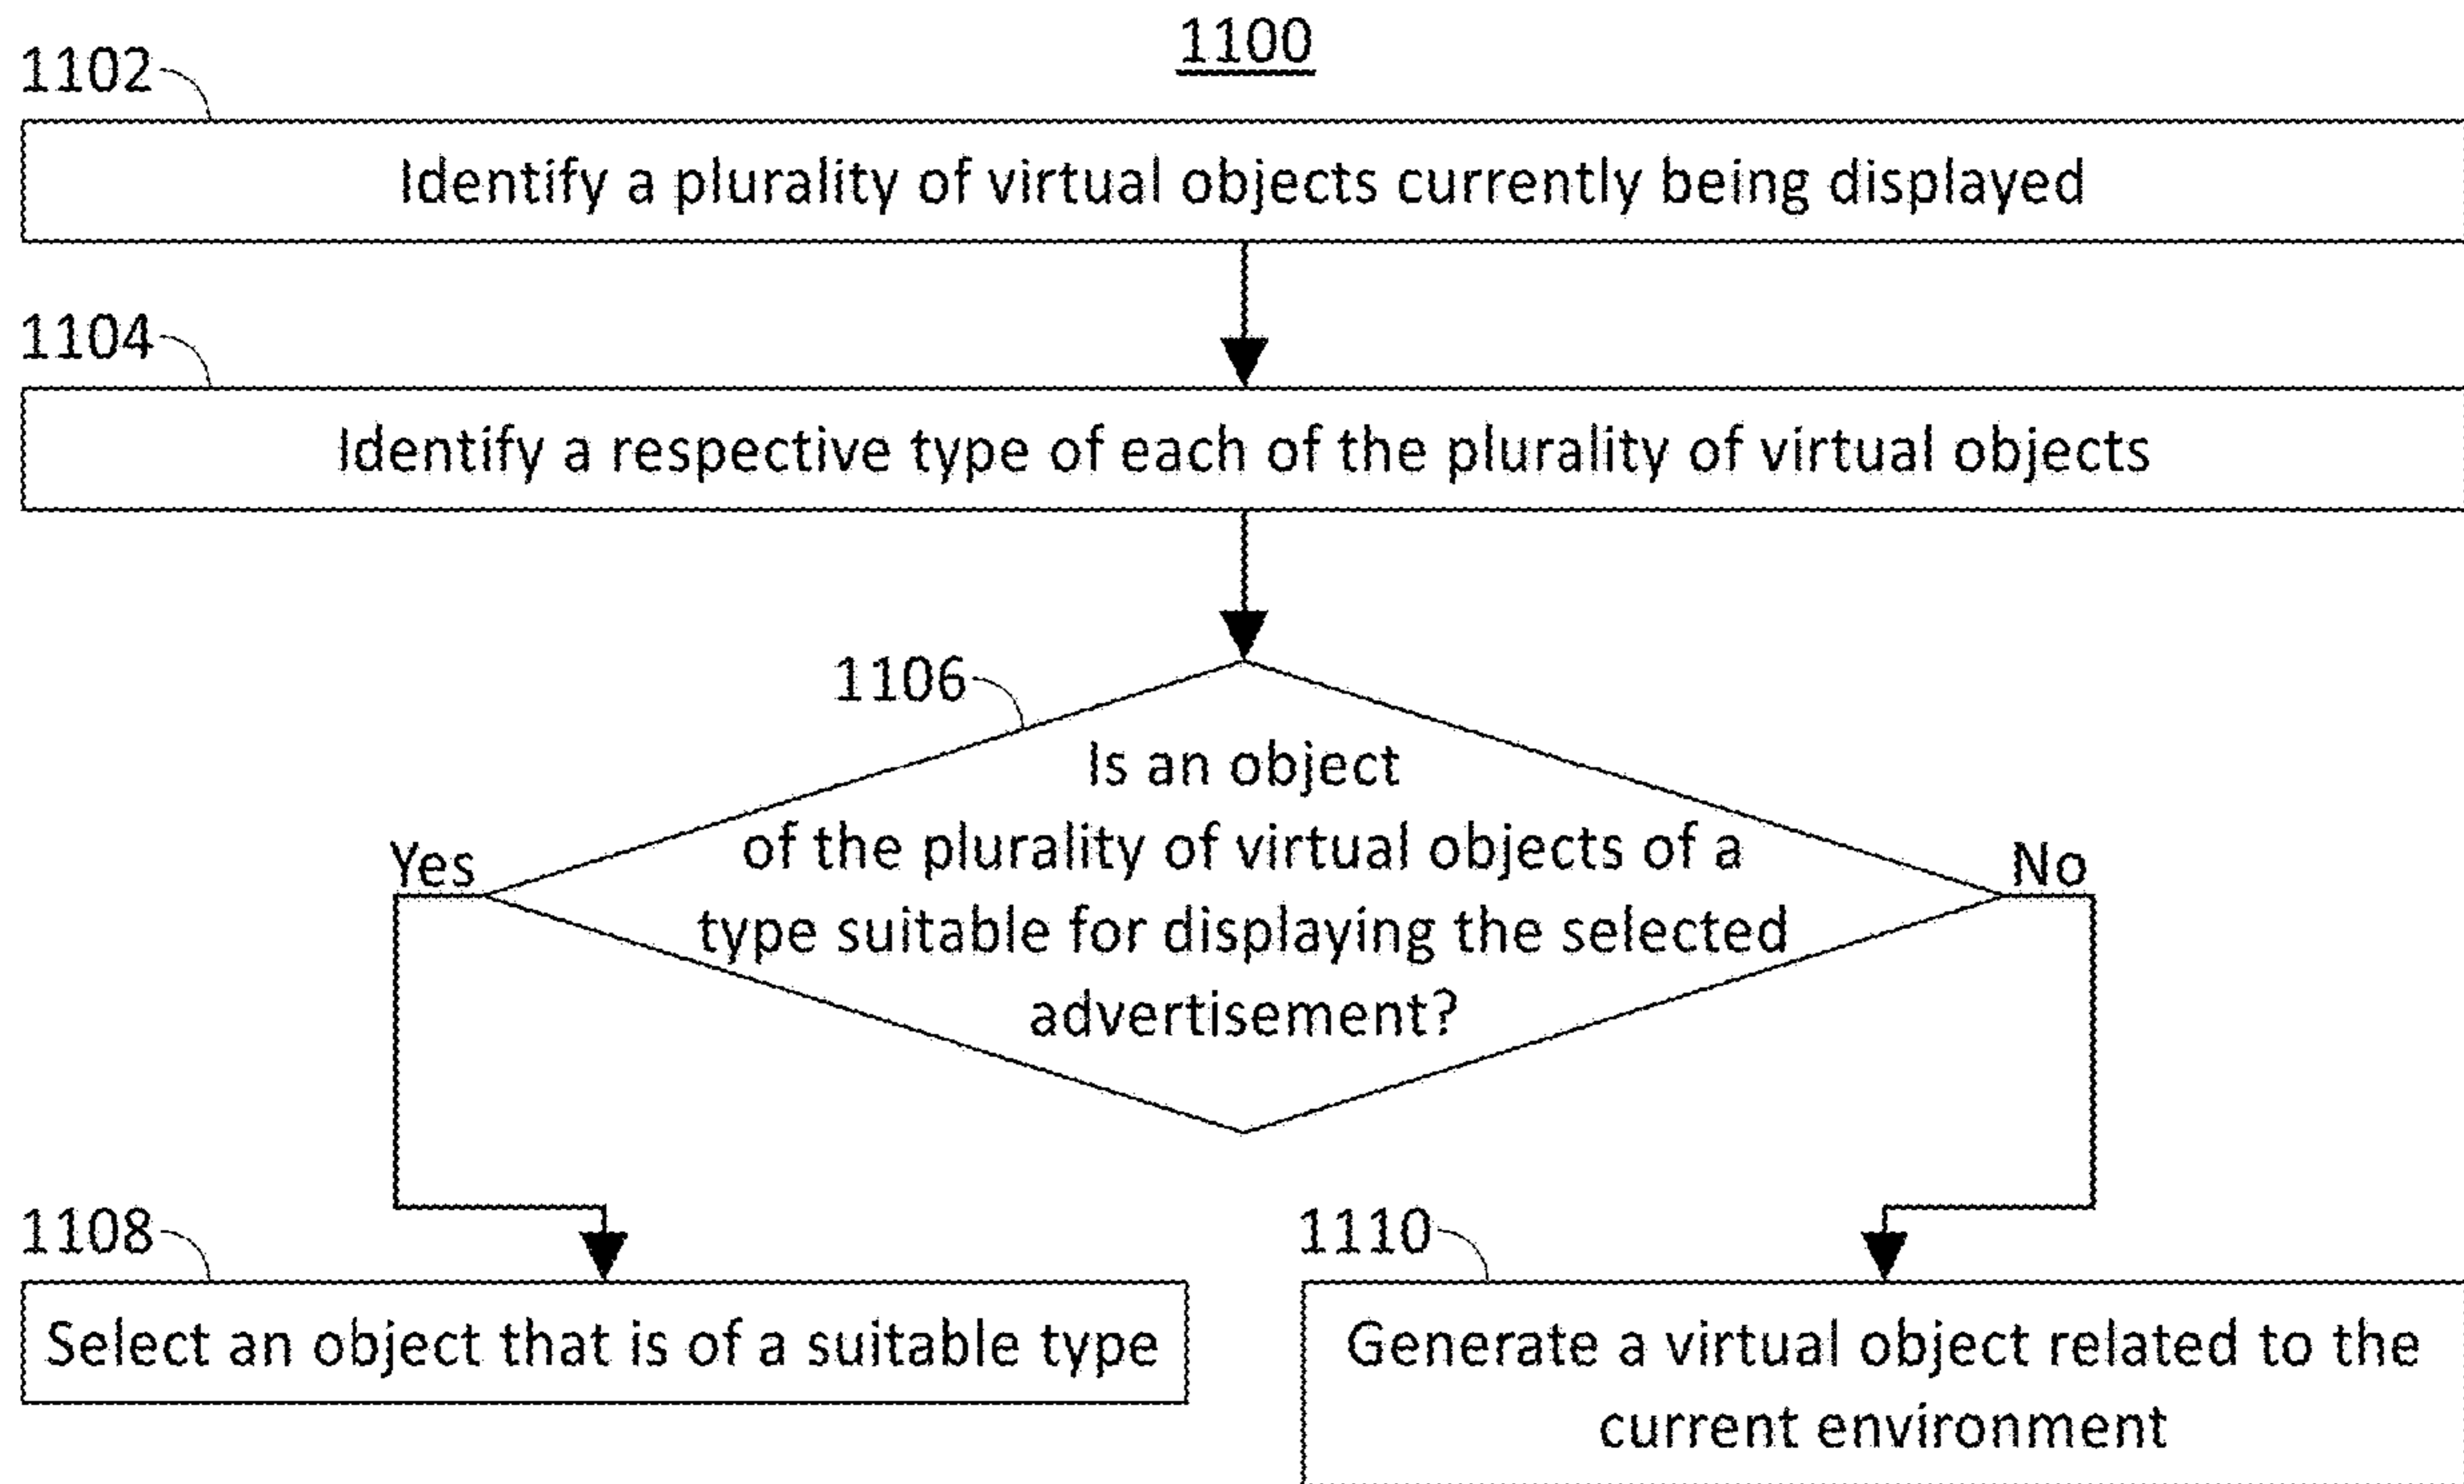 1100
1102
Identify a plurality of virtual objects currently being displayed
1104
Identify a respective type of each of the plurality of virtual objects
1106
Is an object
of the plurality of virtual objects of a
type suitable for displaying the selected
advertisement?
Yes
No
1108
Select an object that is of a suitable type
1110
Generate a virtual object related to the
current environment